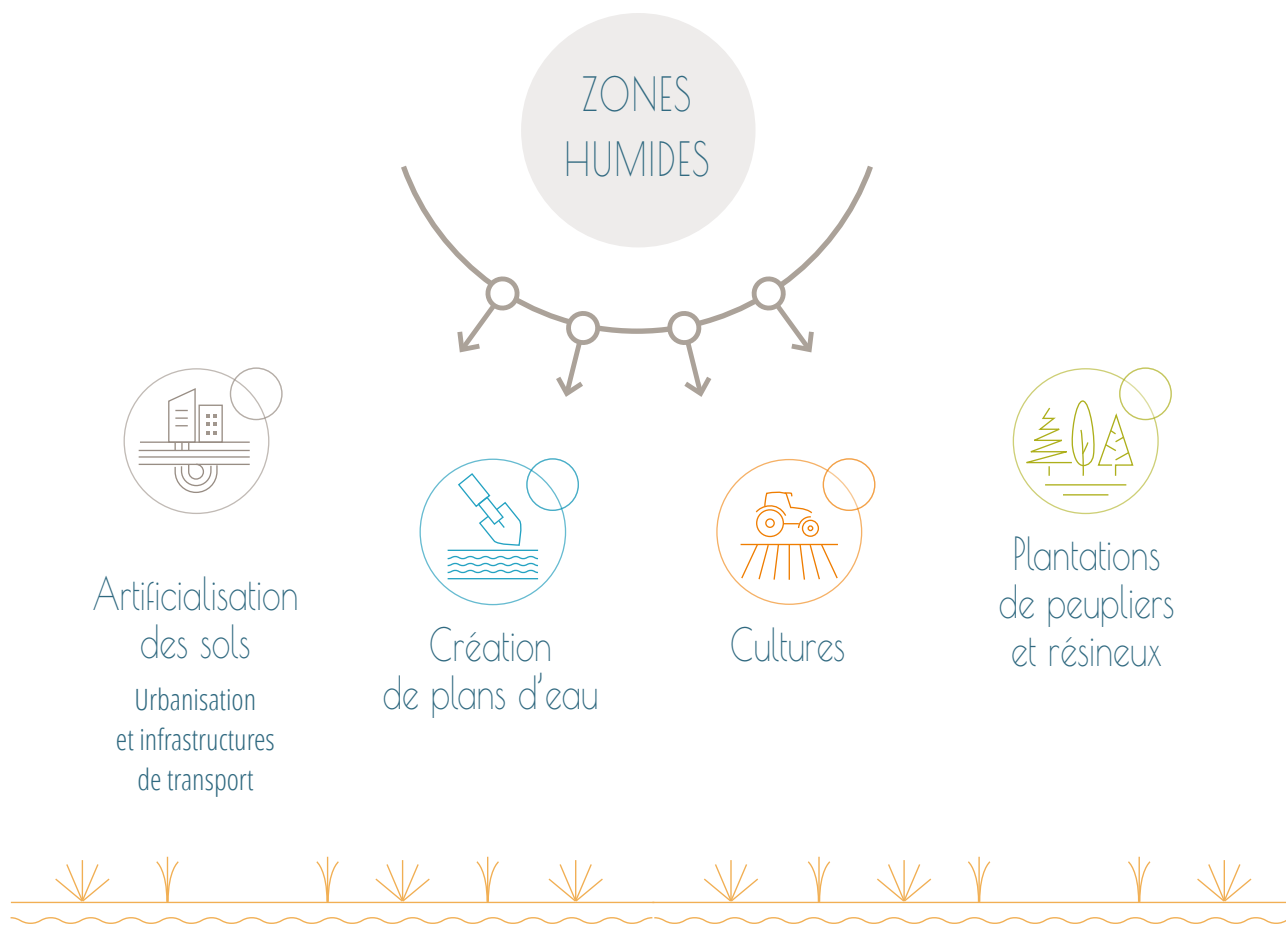 ZONES
HUMIDES
Artificialisation
des sols
Urbanisation
et infrastructures
de transport
Création
de plans d'eau
Cultures
Plantations
de peupliers
et résineux